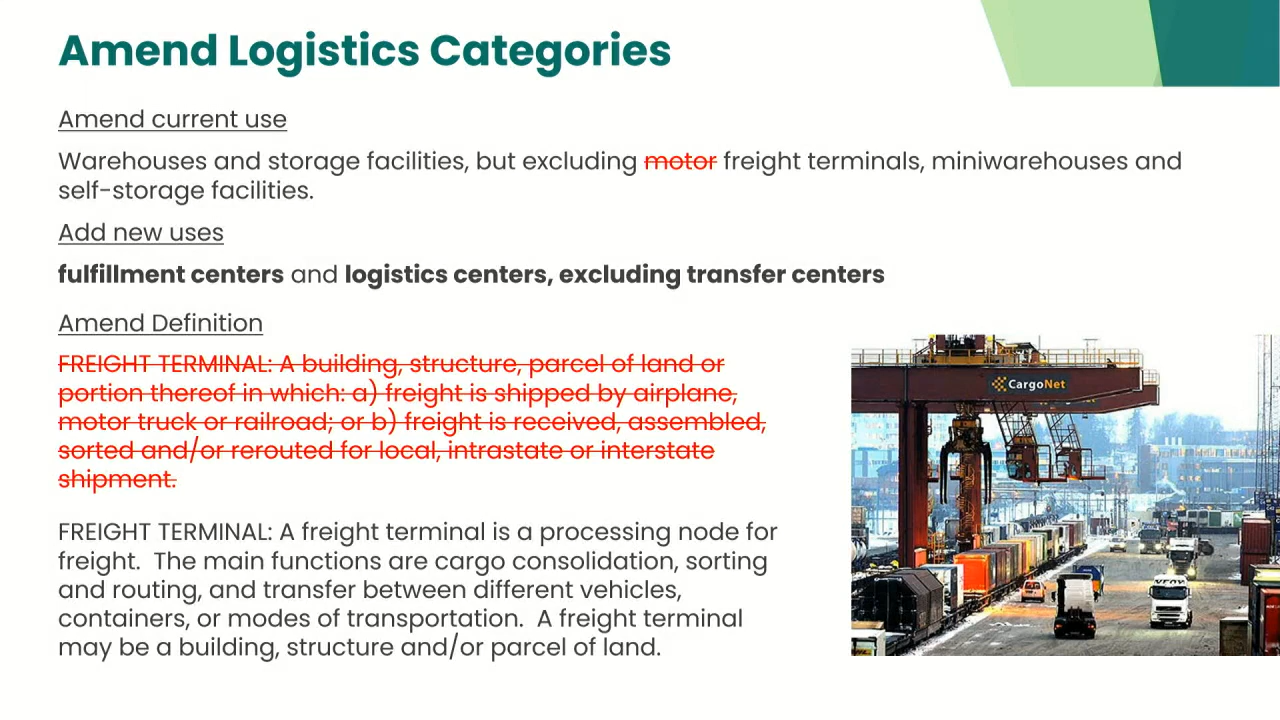 Amend Logistics Categories
Amend current use
Warehouses and storage facilities, but excluding motor freight terminals, miniwarehouses and
self-storage facilities.
Add new uses
fulfillment centers and logistics centers, excluding transfer centers
Amend Definition
FREIGHT TERMINAL: A building, structure, parcel of land or
portion thereof in which: a) freight is shipped by airplane,
motor truck or railroad; or b) freight is received, assembled,
sorted and/or rerouted for local, intrastate or interstate
shipment.
CargoNet
FREIGHT TERMINAL: A freight terminal is a processing node for
freight.  The main functions are cargo consolidation, sorting
and routing, and transfer between different vehicles,
containers, or modes of transportation.  A freight terminal
may be a building, structure and/or parcel of land.